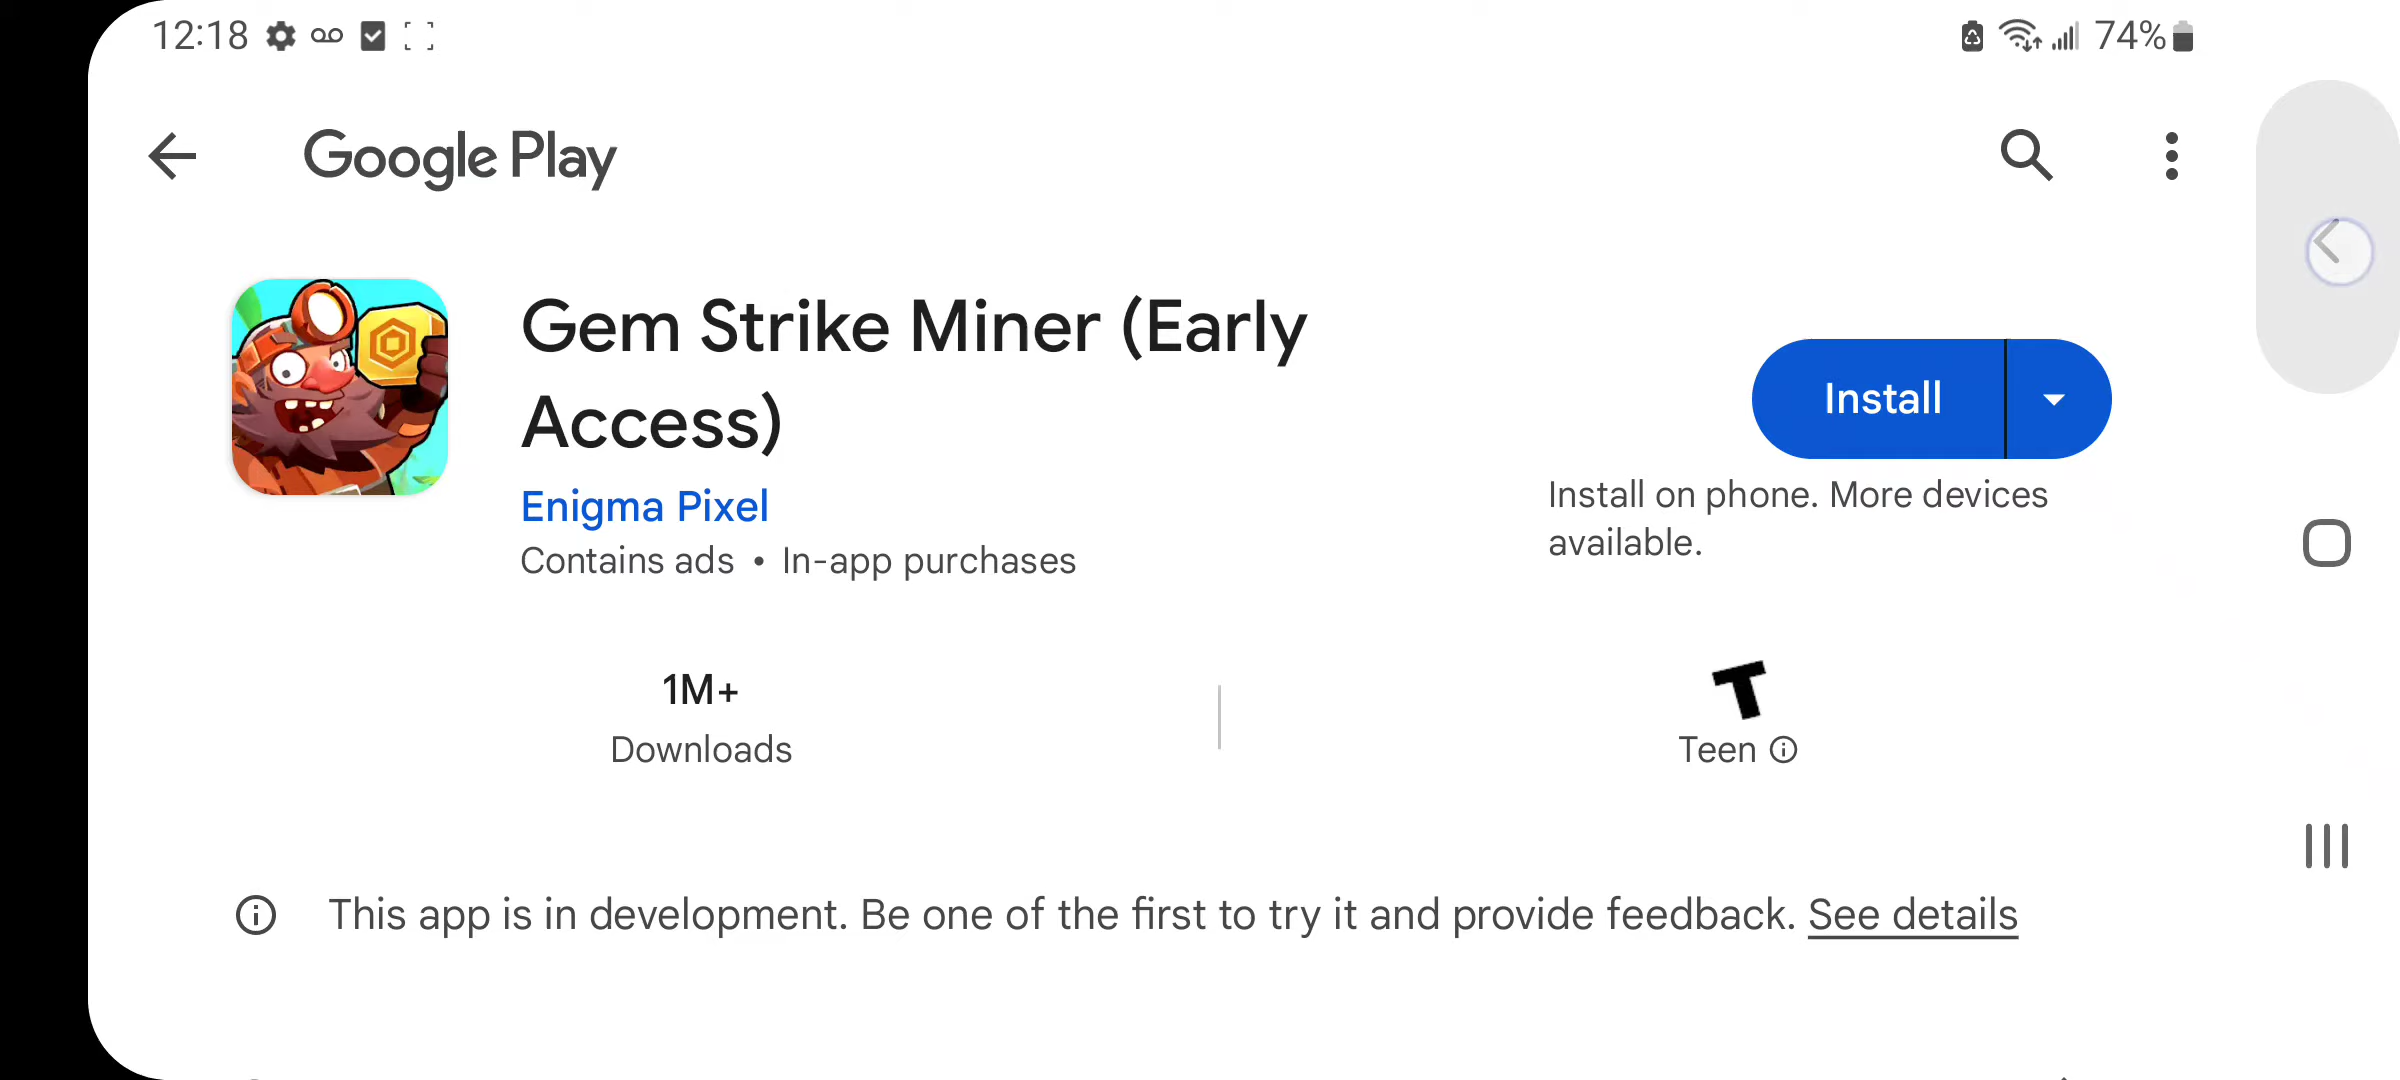 12:18
74%
Google Play
Gem Strike Miner (Early
Access)
Install
Enigma Pixel
Contains ads • In-app purchases
Install on phone. More devices
available.
1M+
Downloads
T
Teen
This app is in development. Be one of the first to try it and provide feedback. See details